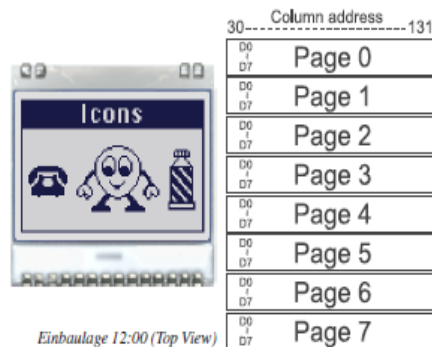 Column address
30 131
Icons
D0
D7
Page 0
D0
D7
Page 1
D0
D7
Page 2
D0
D7
Page 3
D0
D7
Page 4
D0
D7
Page 5
D0
D7
Page 6
D0
D7
Page 7
Einbaulage 12:00 (Top View)